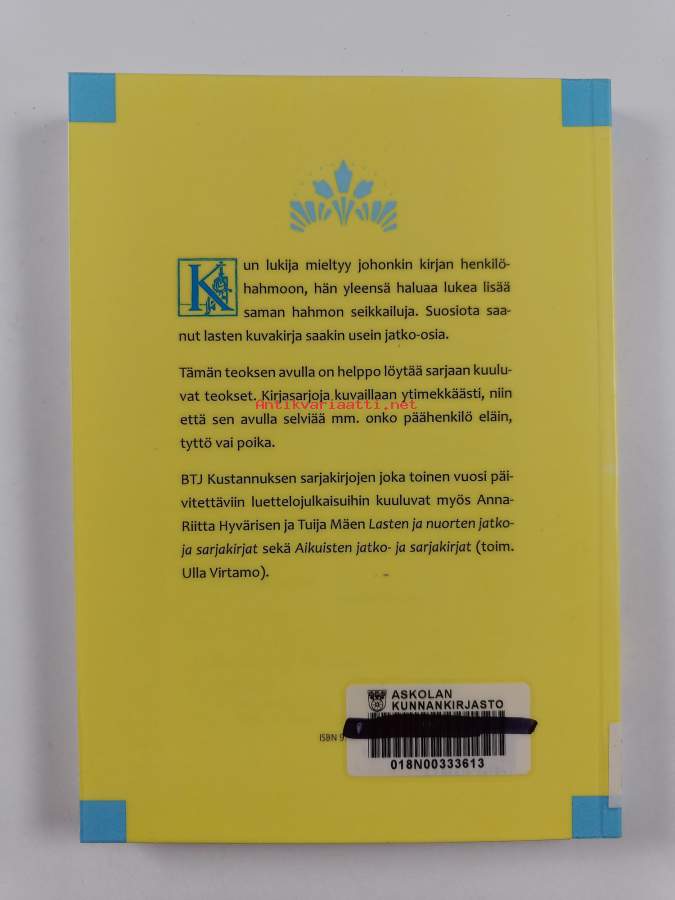 Kun lukija mieltyy johonkin kirjan henkilö-
hahmoon, hän yleensä haluaa lukea lisää
saman hahmon seikkailuja. Suosiota saa-
nut lasten kuvakirja saakin usein jatko-osia.
Tämän teoksen avulla on helppo löytää sarjaan kuulu-
vat teokset. Kirjasarjoja kuvaillaan ytimekkäästi, niin
Antikvariaatti.net
että sen avulla selviää mm. onko päähenkilö eläin,
tyttö vai poika.
BTJ Kustannuksen sarjakirjojen joka toinen vuosi päi-
vitettäviin luettelojulkaisuihin kuuluvat myös Anna-
Riitta Hyvärisen ja Tuija Mäen Lasten ja nuorten jatko-
ja sarjakirjat sekä Aikuisten jatko- ja sarjakirjat (toim.
Ulla Virtamo).
ASKOLAN
KUNNANKIRJASTO
ISBN 9
018N00333613